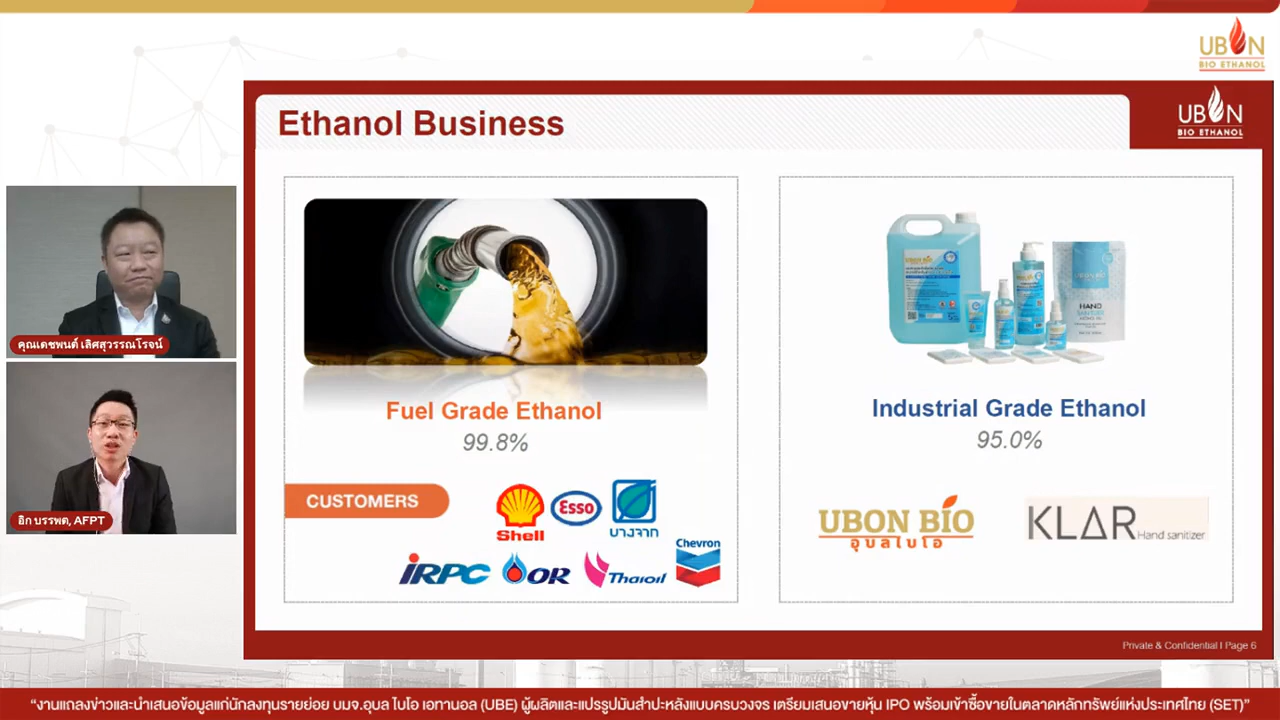 UBON
BIO ETHANOL
Ethanol Business
UBON
BIO ETHANOL
คุณเดชพนต์ เลิศสุวรรณโรจน์
อิก บรรพต, AFPT
Fuel Grade Ethanol
99.8%
CUSTOMERS
Shell
Esso
บางจาก
IRPC
OR
Thaioil
Chevron
UBON BIO
HAND
SANITIZER
Industrial Grade Ethanol
95.0%
UBON BIO
อุบลไบโอ
KLAR Hand sanitizer
Private & Confidential | Page 6
“งานแถลงข่าวและนำเสนอข้อมูลแก่นักลงทุนรายย่อย บมจ.อุบล ไบโอ เอทานอล (UBE) ผู้ผลิตและแปรรูปมันสำปะหลังแบบครบวงจร เตรียมเสนอขายหุ้น IPO พร้อมเข้าซื้อขายในตลาดหลักทรัพย์แห่งประเทศไทย (SET)”